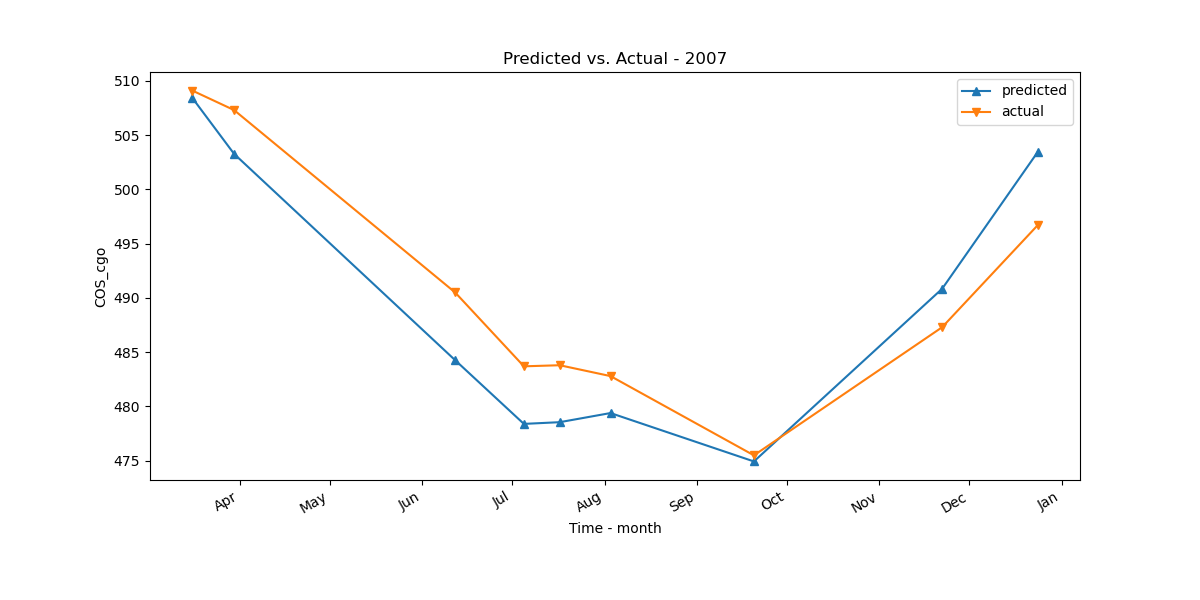 Predicted vs. Actual - 2007
predicted
actual
510
505
500
495
490
485
480
475
COS_cgo
Apr
May
Jun
Jul
Aug
Sep
Oct
Nov
Dec
Jan
Time - month